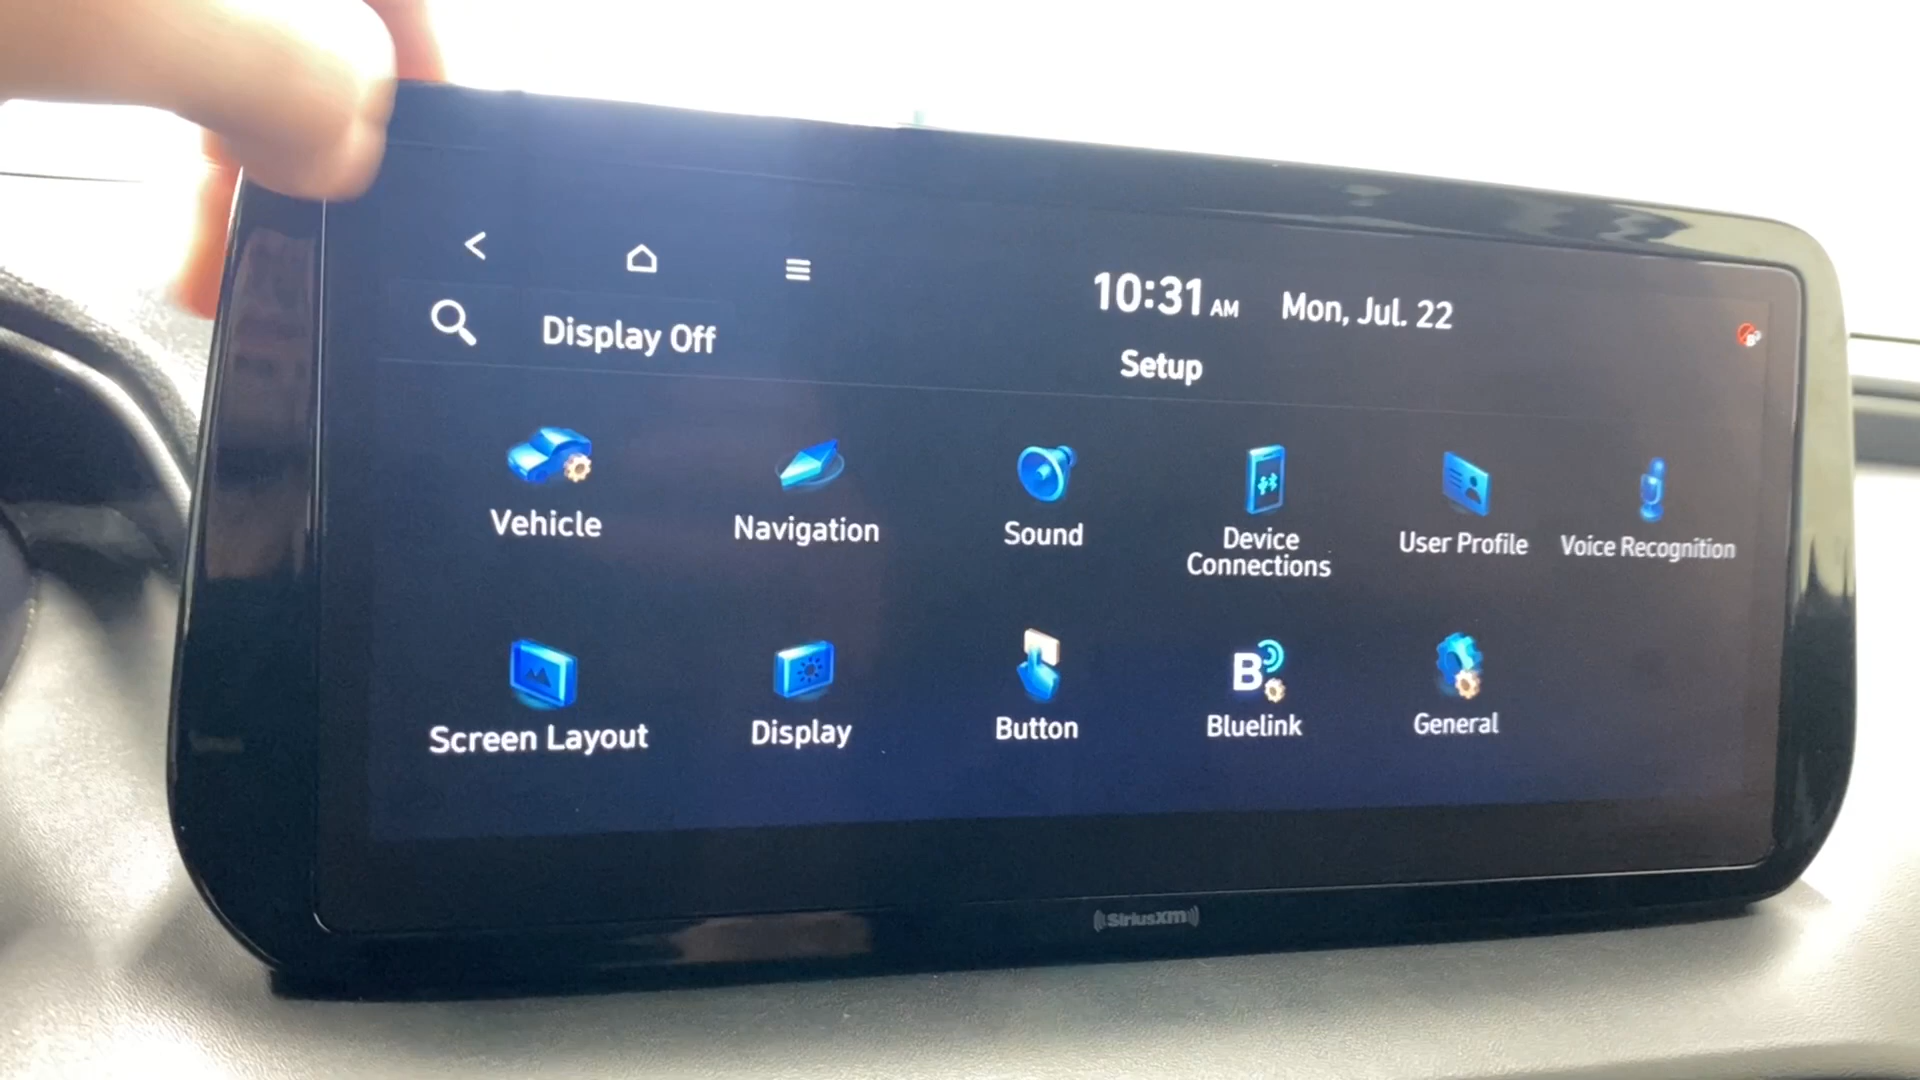 10:31 AM Mon, Jul. 22
Display Off
Setup
Vehicle
Navigation
Sound
Device
Connections
User Profile
Voice Recognition
Screen Layout
Display
Button
B
Bluelink
General
SiriusXM